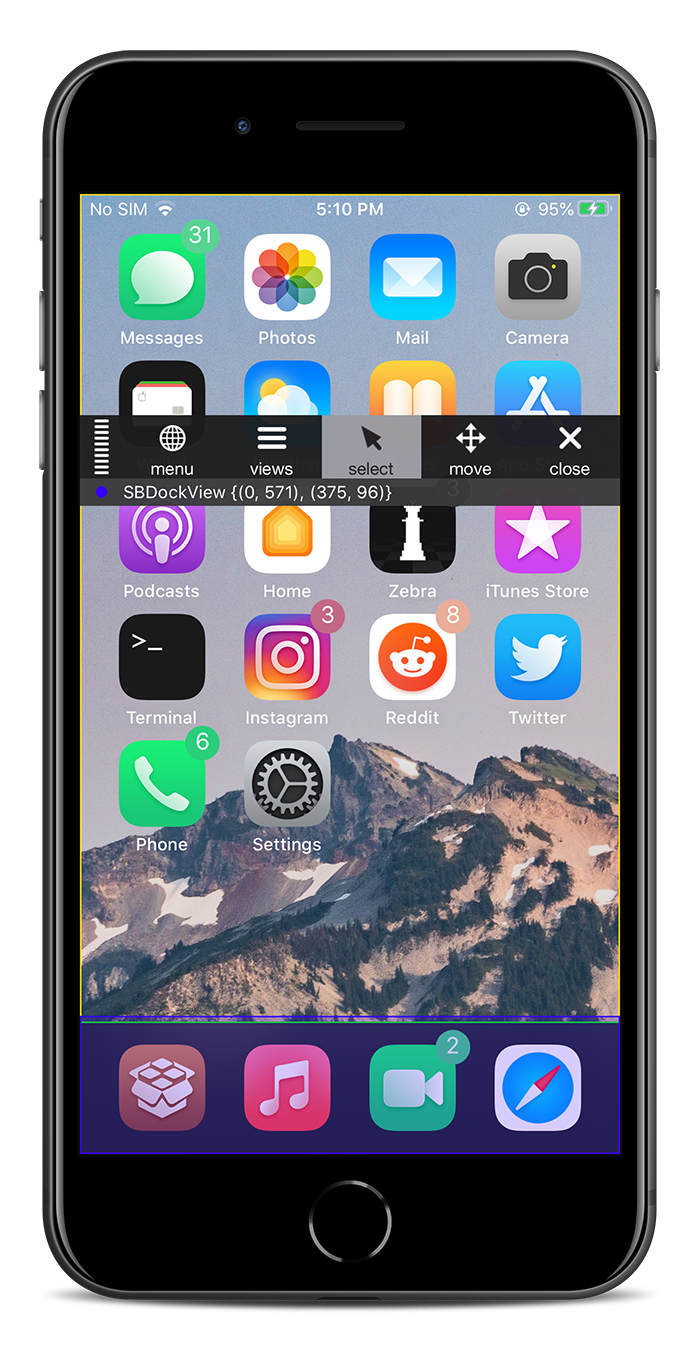 No SIM 5:10 PM 95%
31
Messages Photos Mail Camera
menu views select move close
SBDockView {(0, 571), (375, 96)}
3
Podcasts Home Zebra iTunes Store
>_ 3 8
Terminal Instagram Reddit Twitter
6
Phone Settings
2